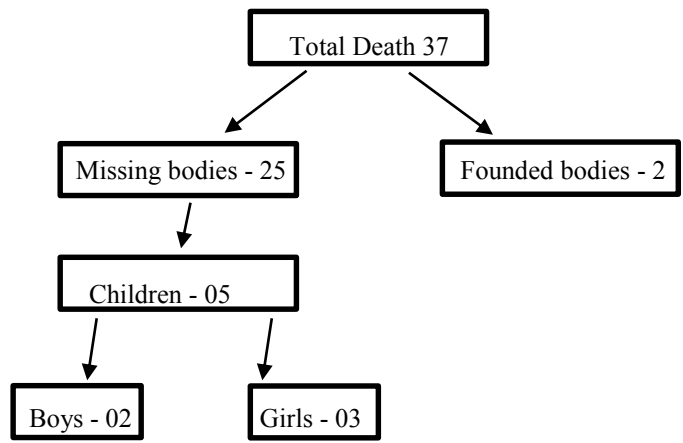 Total Death 37
Missing bodies - 25
Founded bodies - 2
Children - 05
Boys - 02
Girls - 03